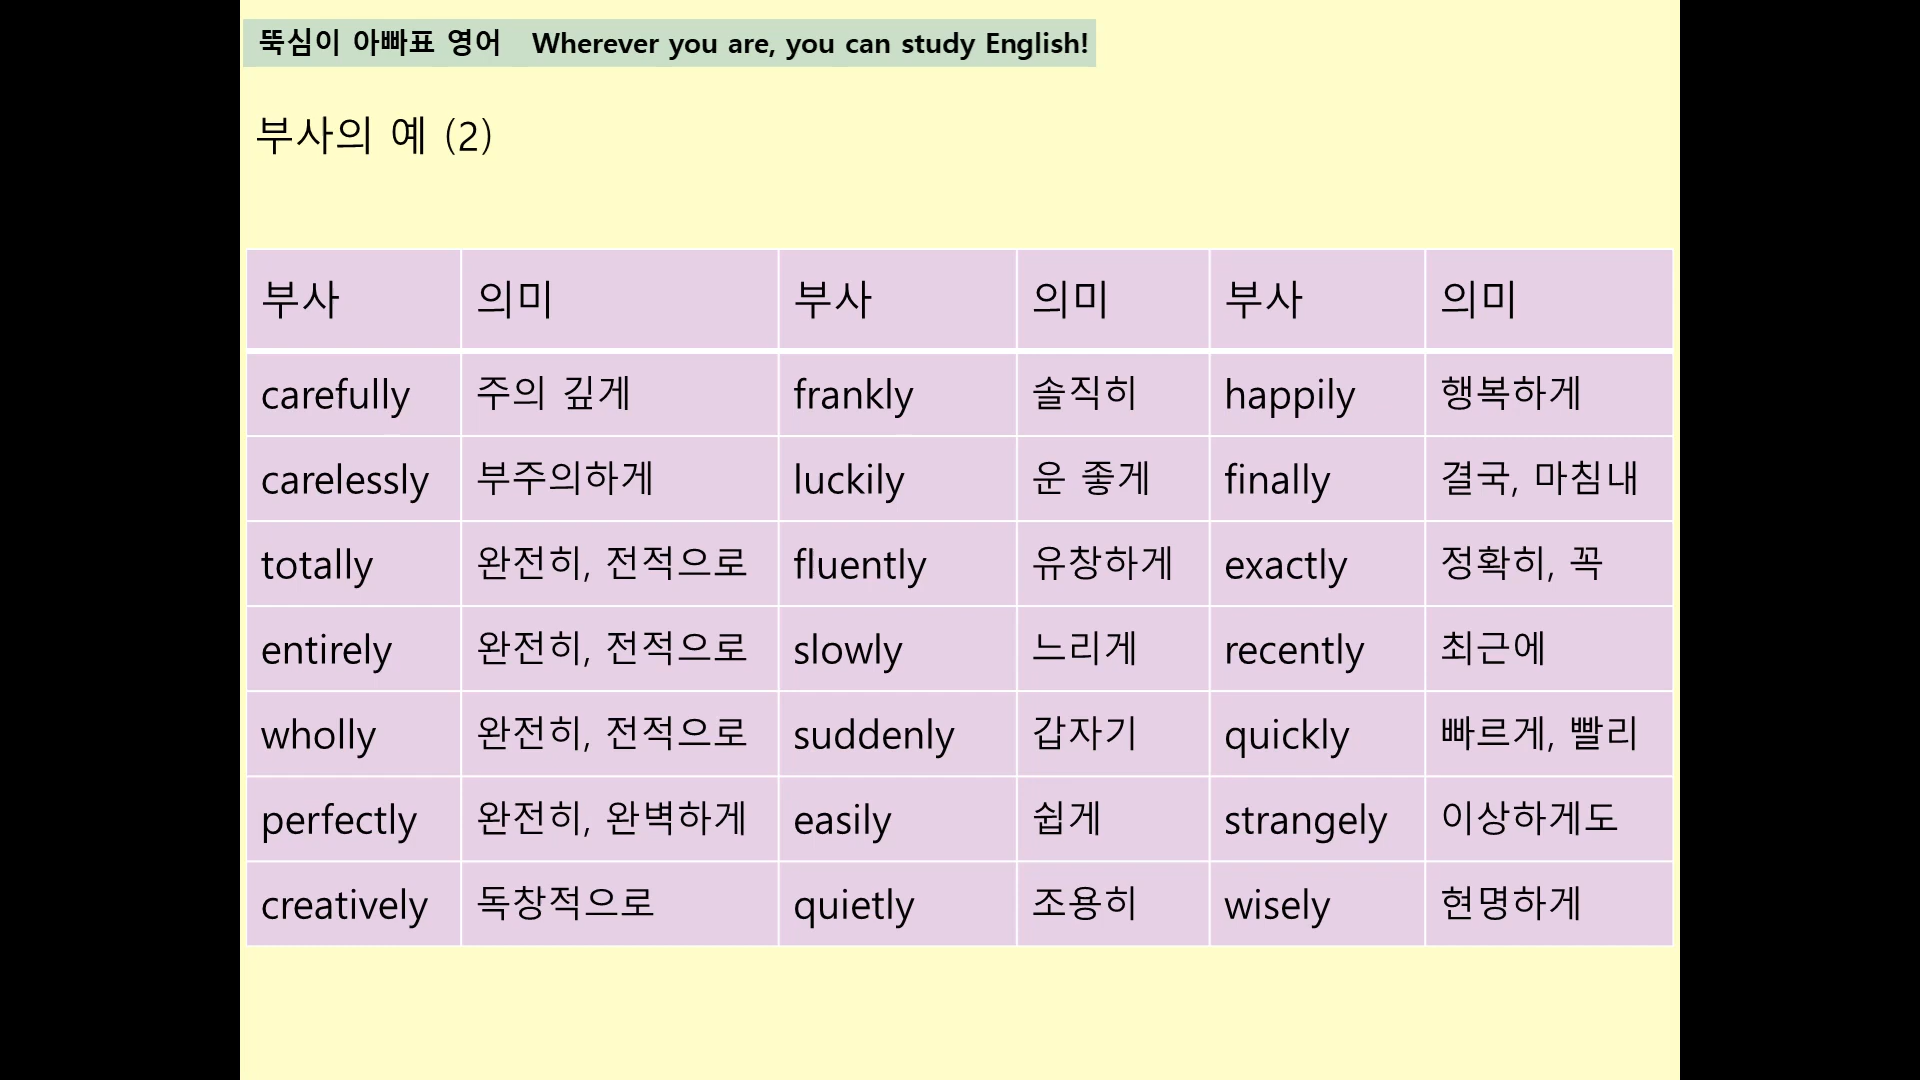 뚝심이 아빠표 영어 Wherever you are, you can study English!
부사의 예 (2)
부사 의미 부사 의미 부사 의미
carefully 주의 깊게 frankly 솔직히 happily 행복하게
carelessly 부주의하게 luckily 운 좋게 finally 결국, 마침내
totally 완전히, 전적으로 fluently 유창하게 exactly 정확히, 꼭
entirely 완전히, 전적으로 slowly 느리게 recently 최근에
wholly 완전히, 전적으로 suddenly 갑자기 quickly 빠르게, 빨리
perfectly 완전히, 완벽하게 easily 쉽게 strangely 이상하게도
creatively 독창적으로 quietly 조용히 wisely 현명하게